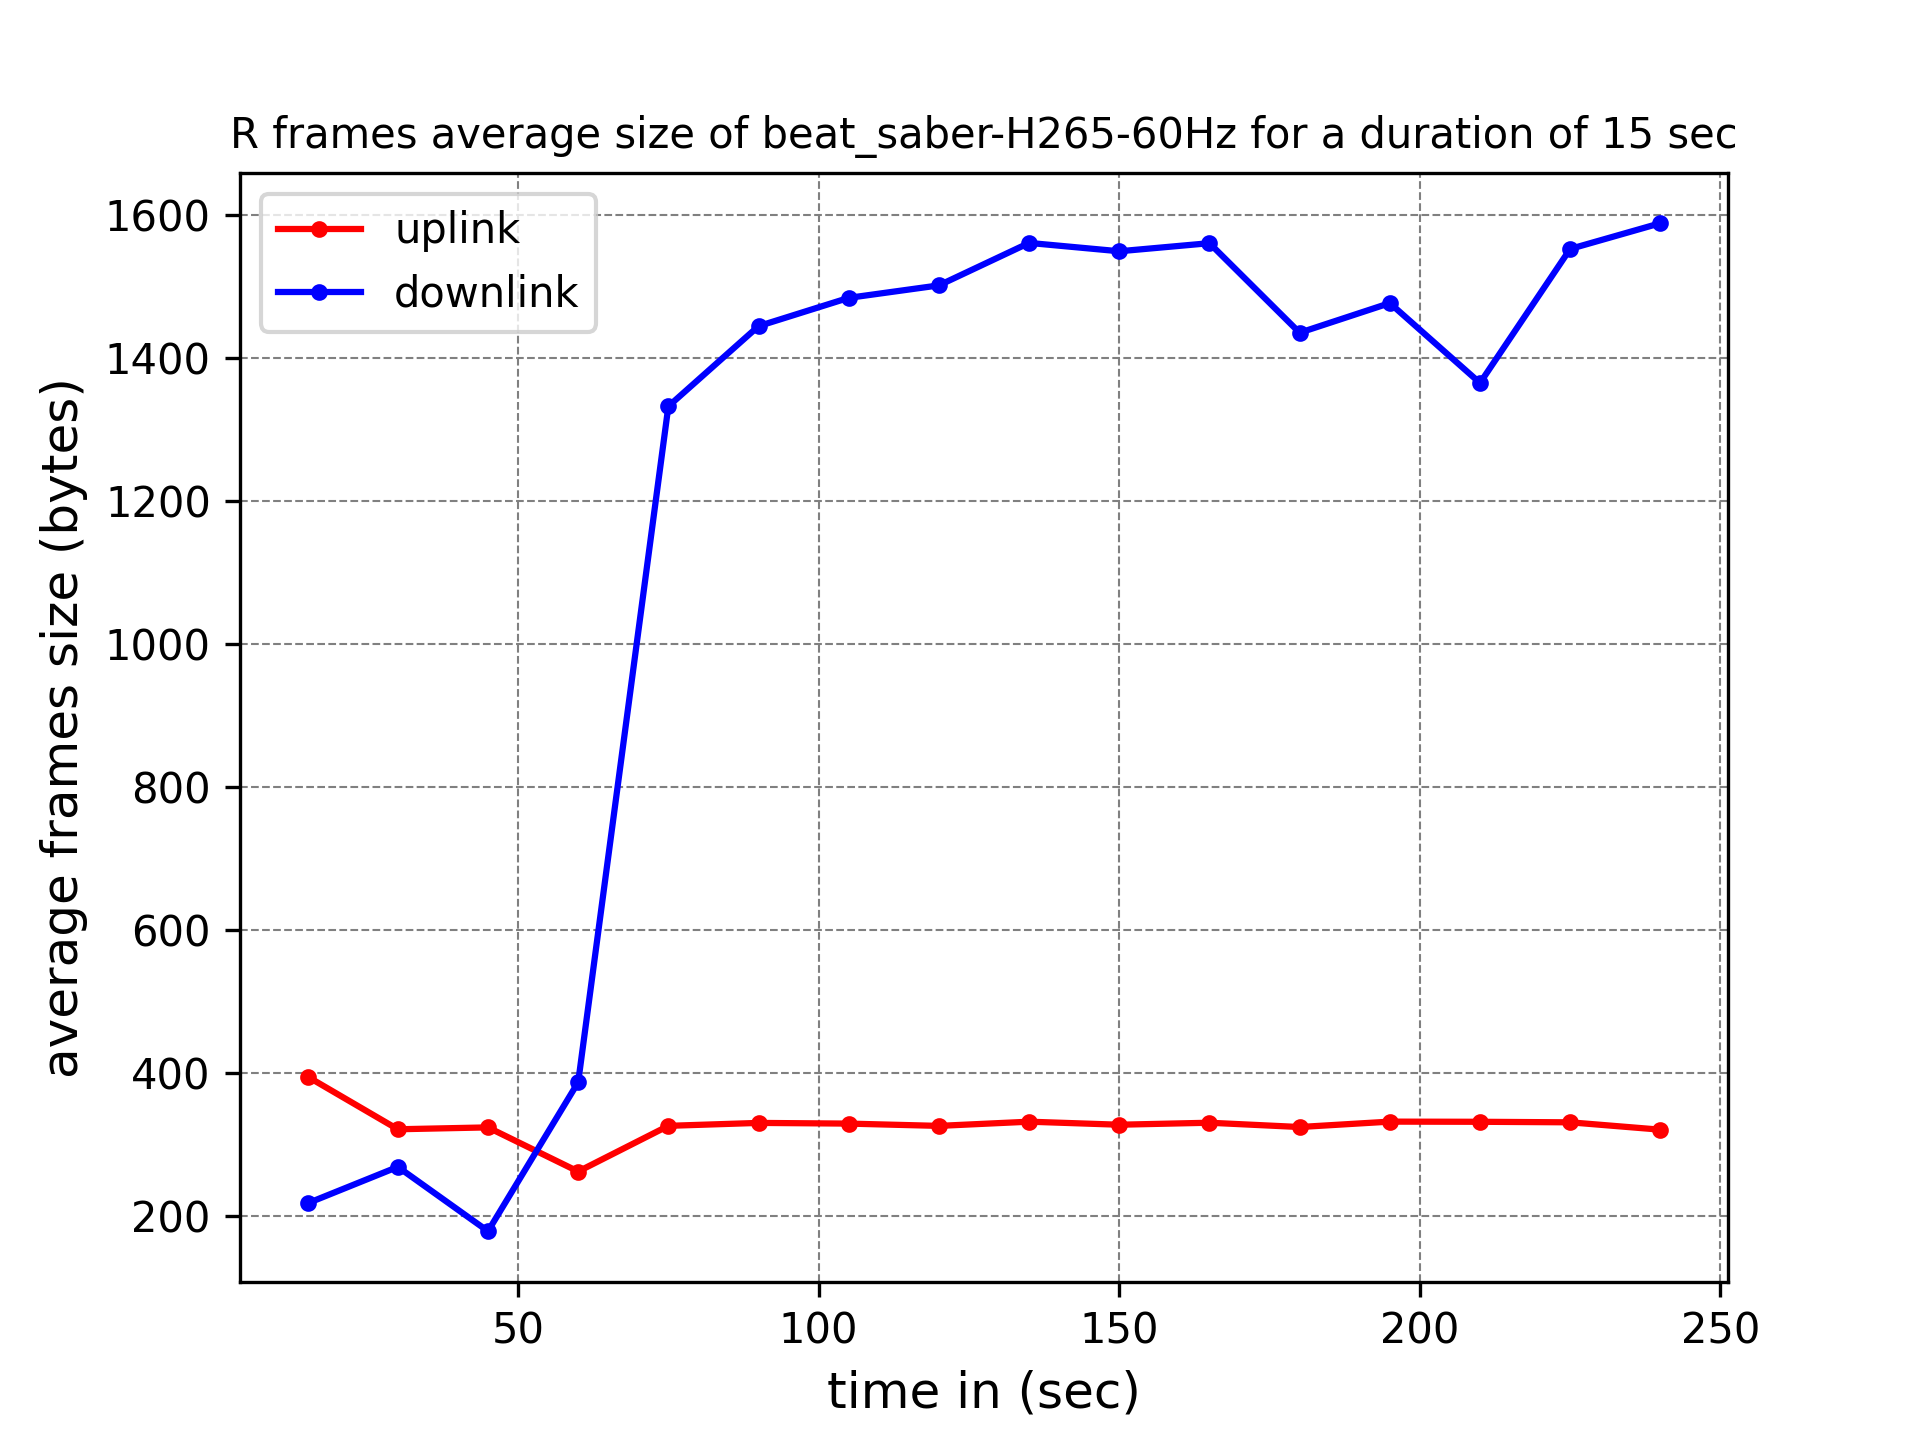 R frames average size of beat_saber-H265-60Hz for a duration of 15 sec
uplink
downlink
1600
1400
1200
1000
800
600
400
200
average frames size (bytes)
50 100 150 200 250
time in (sec)